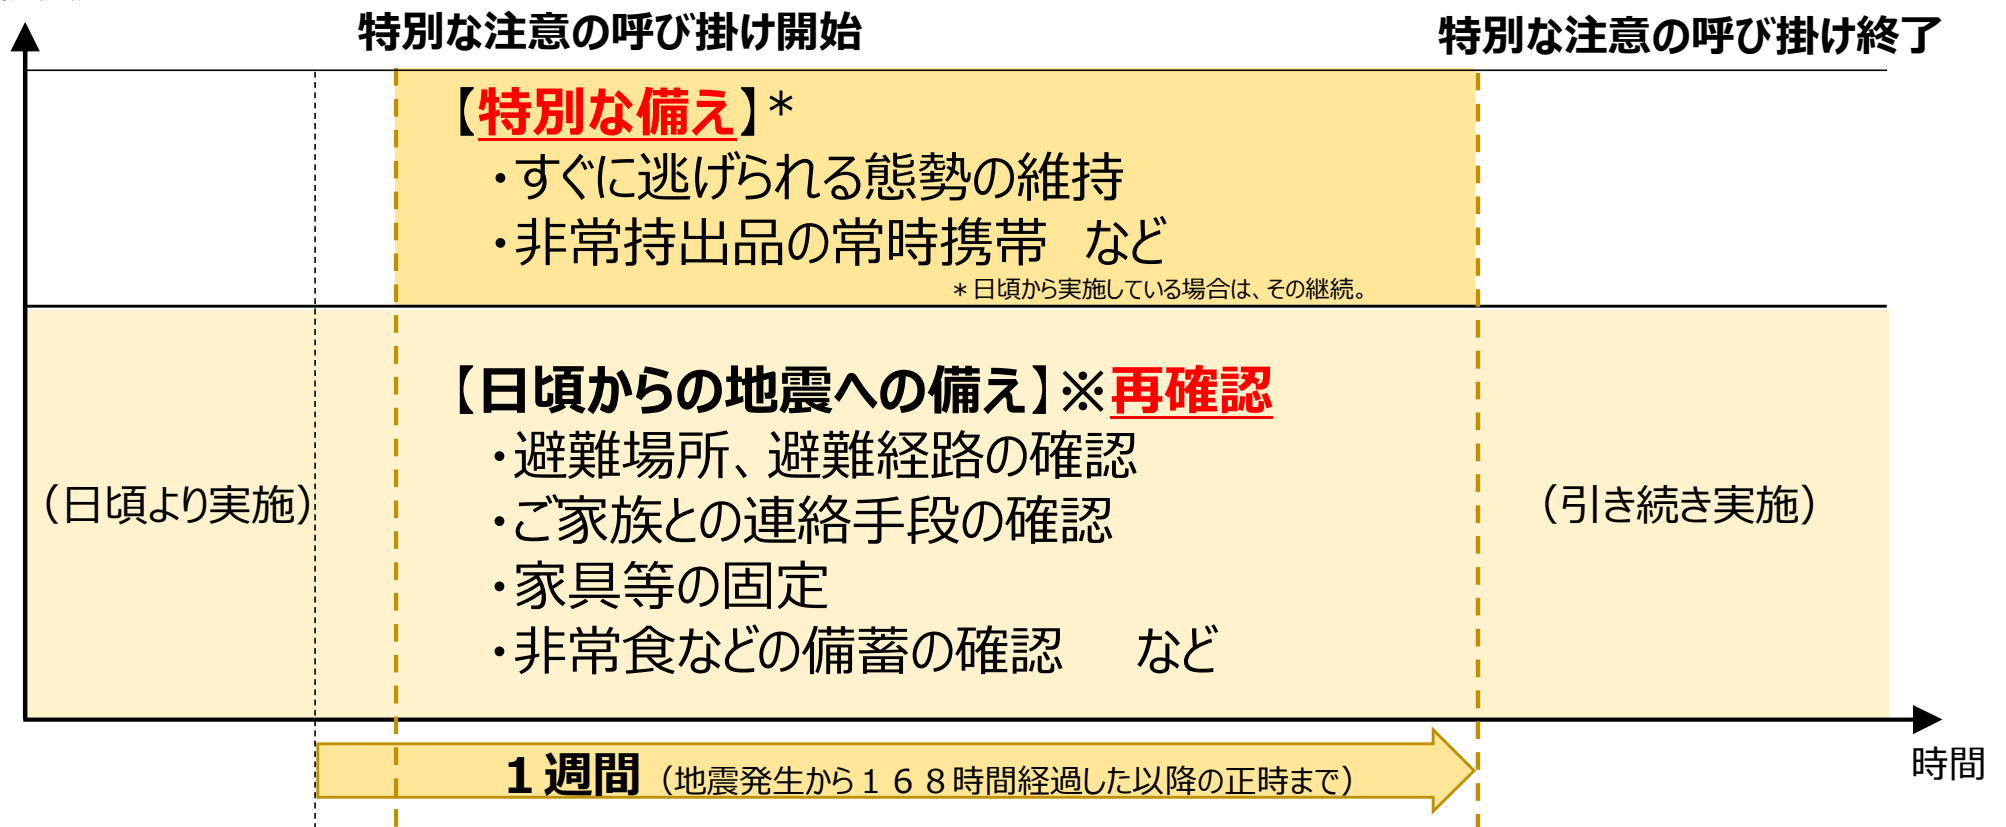 特別な注意の呼び掛け開始
特別な注意の呼び掛け終了
【特別な備え】*
・すぐに逃げられる態勢の維持
・非常持出品の常時携帯　など
*日頃から実施している場合は、その継続。
【日頃からの地震への備え】※再確認
・避難場所、避難経路の確認
(日頃より実施)
・ご家族との連絡手段の確認
(引き続き実施)
・家具等の固定
・非常食などの備蓄の確認　など
1週間（地震発生から１６８時間経過した以降の正時まで）
時間